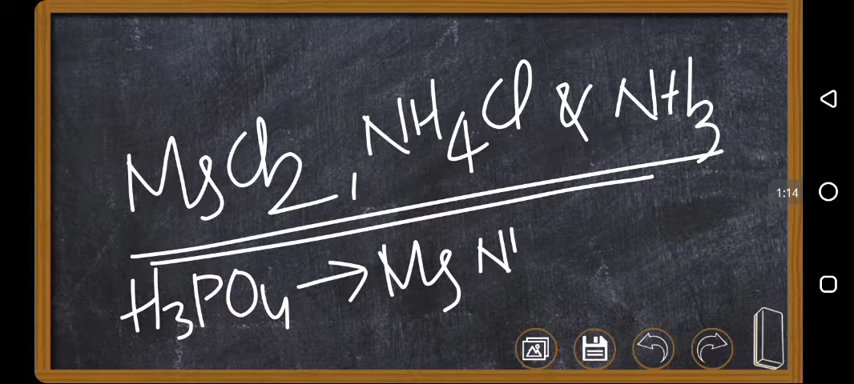 MgCl2, NH4Cl & NH3
H3PO4 → Mg N
1:14